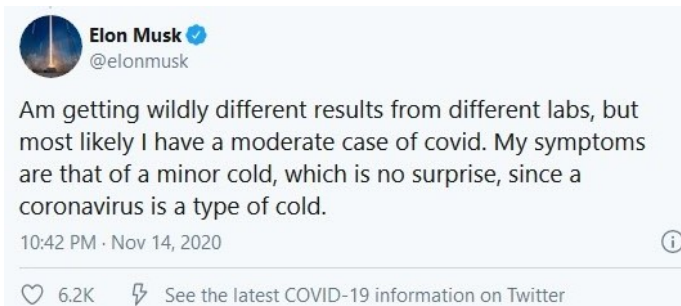 Elon Musk
@elonmusk
Am getting wildly different results from different labs, but
most likely I have a moderate case of covid. My symptoms
are that of a minor cold, which is no surprise, since a
coronavirus is a type of cold.
10:42 PM · Nov 14, 2020
6.2K See the latest COVID-19 information on Twitter